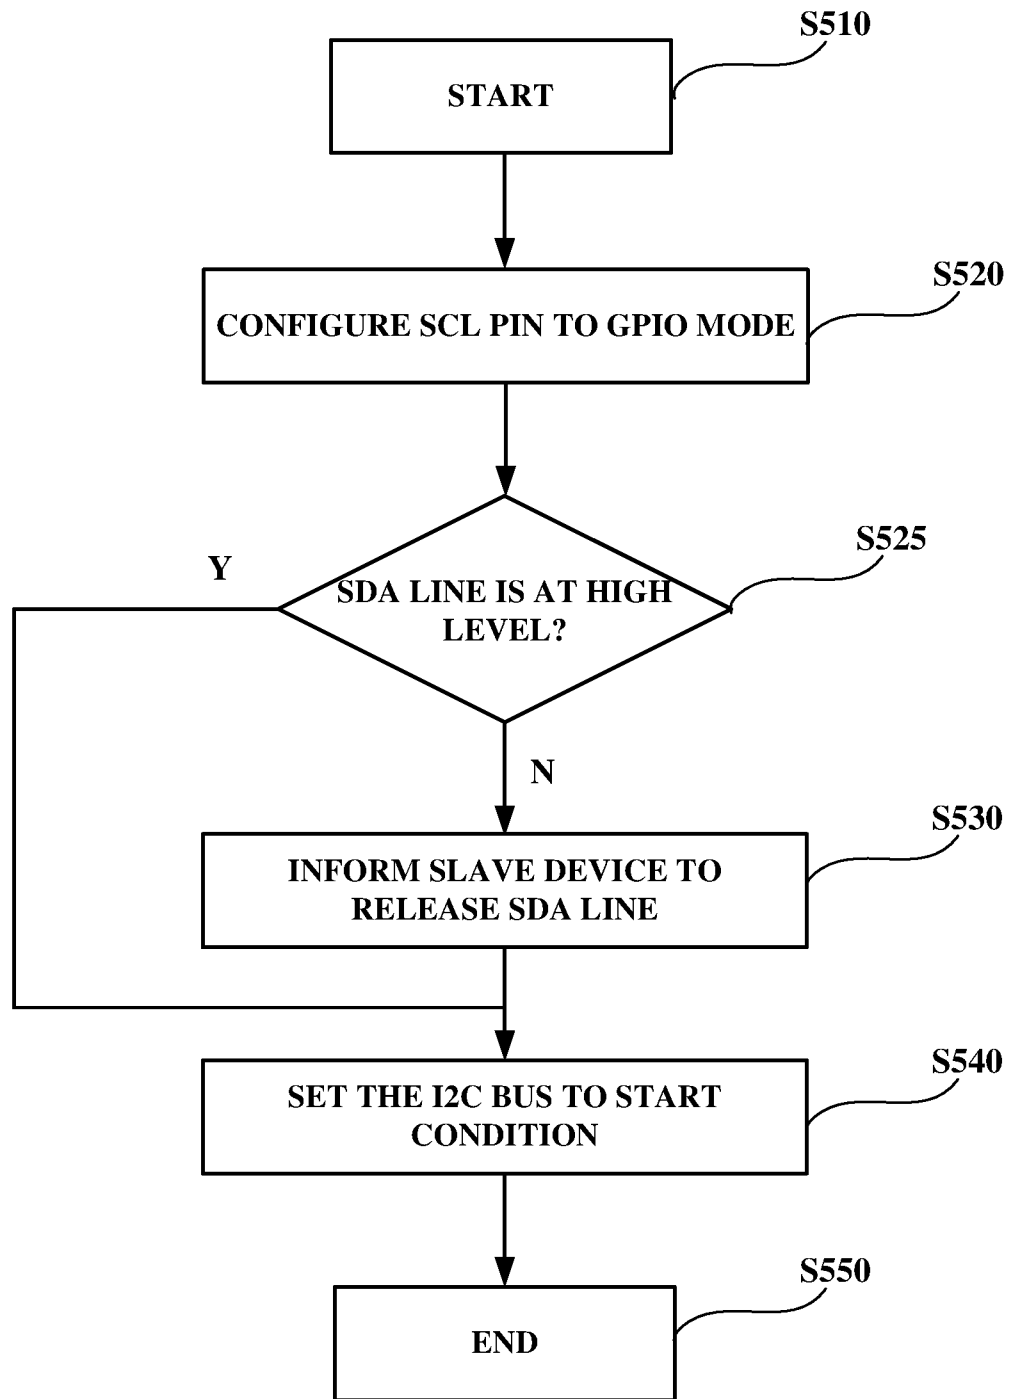 S510
START
S520
CONFIGURE SCL PIN TO GPIO MODE
S525
Y
SDA LINE IS AT HIGH
LEVEL?
N
S530
INFORM SLAVE DEVICE TO
RELEASE SDA LINE
S540
SET THE I2C BUS TO START
CONDITION
S550
END